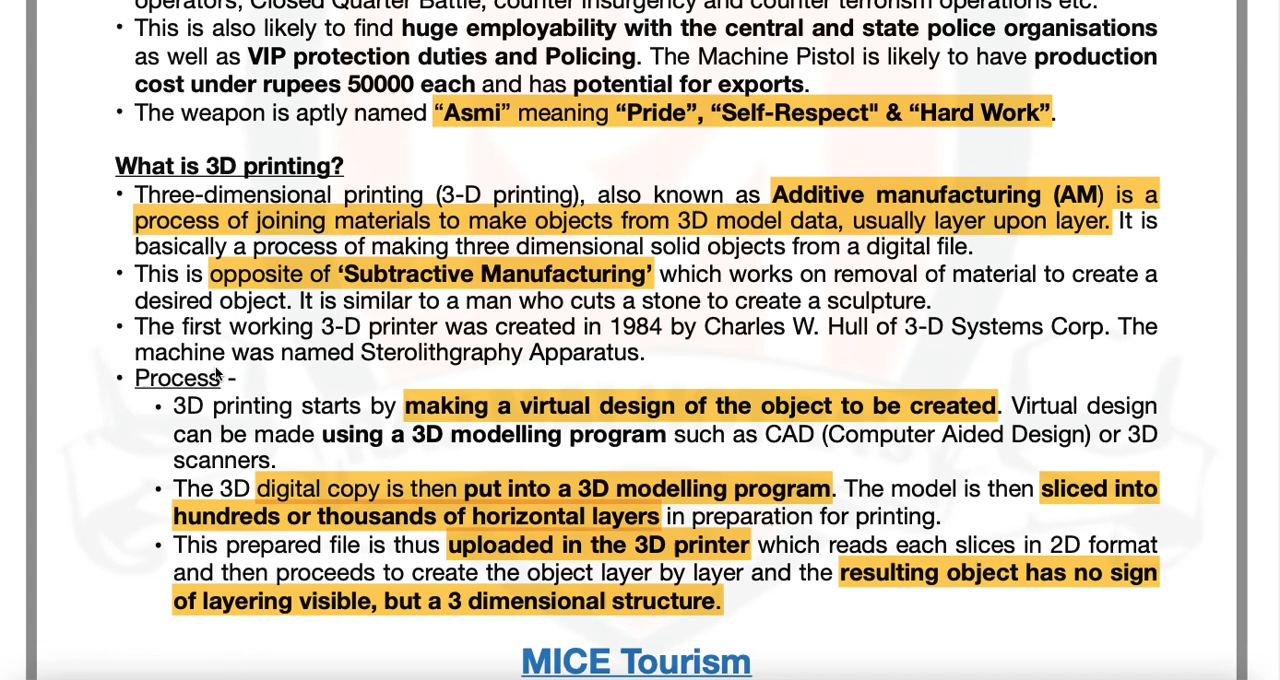 operators, Closed Quarter Battle, counter insurgency and counter terrorism operations etc.
• This is also likely to find huge employability with the central and state police organisations
as well as VIP protection duties and Policing. The Machine Pistol is likely to have production
cost under rupees 50000 each and has potential for exports.
• The weapon is aptly named “Asmi” meaning “Pride”, “Self-Respect" & “Hard Work”.
What is 3D printing?
• Three-dimensional printing (3-D printing), also known as Additive manufacturing (AM) is a
process of joining materials to make objects from 3D model data, usually layer upon layer. It is
basically a process of making three dimensional solid objects from a digital file.
• This is opposite of ‘Subtractive Manufacturing’ which works on removal of material to create a
desired object. It is similar to a man who cuts a stone to create a sculpture.
• The first working 3-D printer was created in 1984 by Charles W. Hull of 3-D Systems Corp. The
machine was named Sterolithgraphy Apparatus.
• Process -
• 3D printing starts by making a virtual design of the object to be created. Virtual design
can be made using a 3D modelling program such as CAD (Computer Aided Design) or 3D
scanners.
• The 3D digital copy is then put into a 3D modelling program. The model is then sliced into
hundreds or thousands of horizontal layers in preparation for printing.
• This prepared file is thus uploaded in the 3D printer which reads each slices in 2D format
and then proceeds to create the object layer by layer and the resulting object has no sign
of layering visible, but a 3 dimensional structure.
MICE Tourism